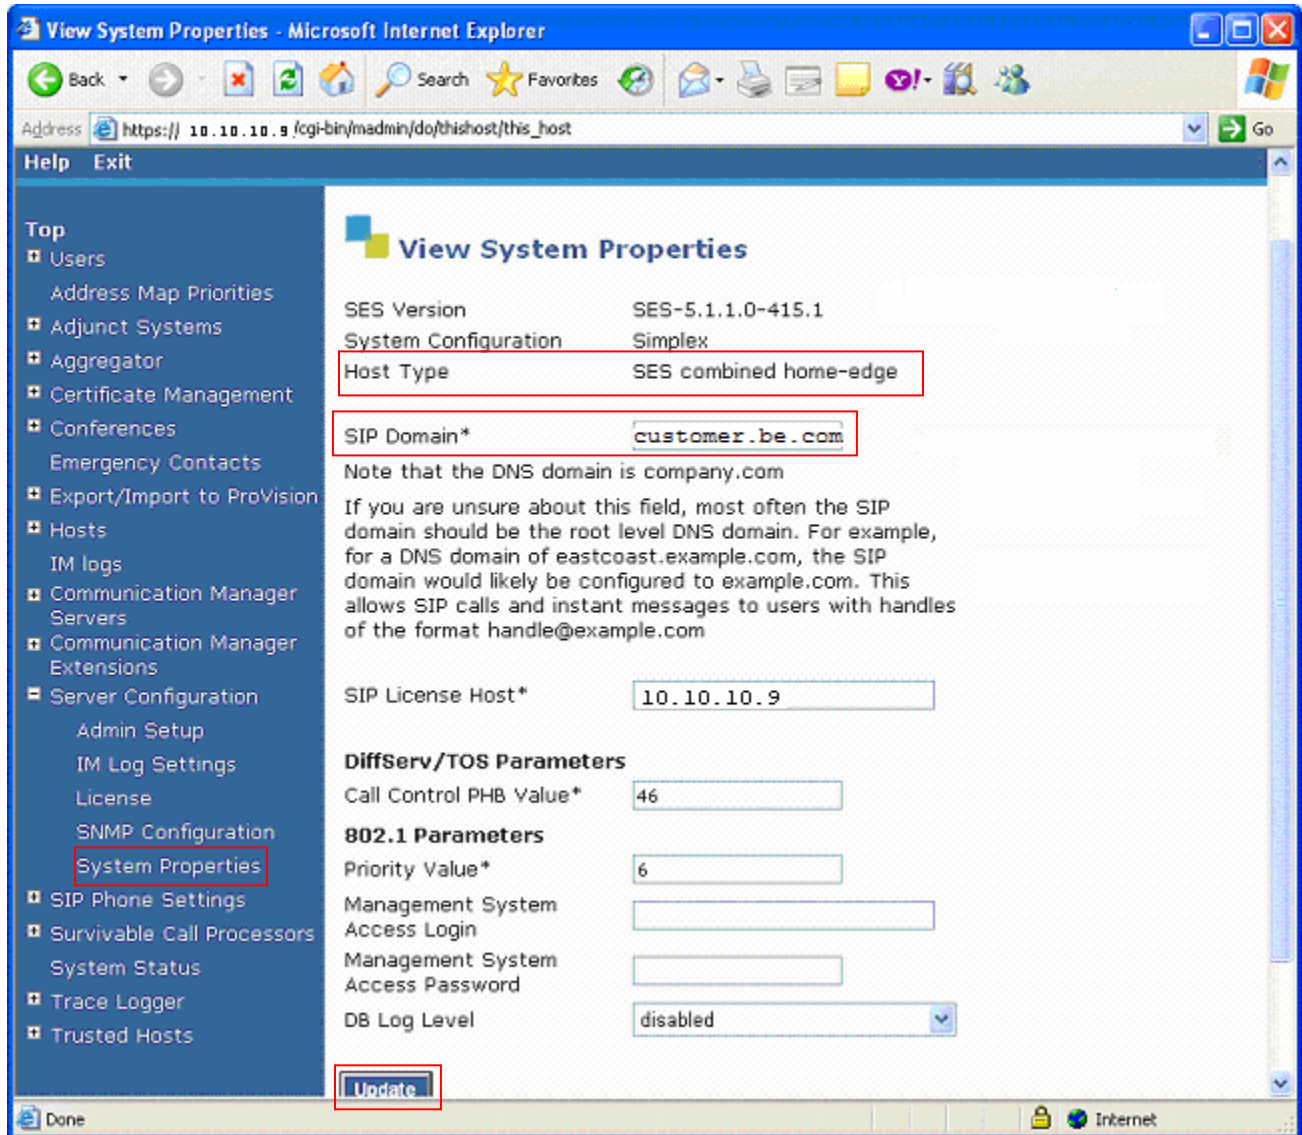 View System Properties - Microsoft Internet Explorer
Back Search Favorites
Address https:// 10.10.10.9 /cgi-bin/madmin/do/thishost/this_host Go
Help Exit
Top
Users
Address Map Priorities
Adjunct Systems
Aggregator
Certificate Management
Conferences
Emergency Contacts
Export/Import to ProVision
Hosts
IM logs
Communication Manager
Servers
Communication Manager
Extensions
Server Configuration
Admin Setup
IM Log Settings
License
SNMP Configuration
System Properties
SIP Phone Settings
Survivable Call Processors
System Status
Trace Logger
Trusted Hosts
View System Properties
SES Version SES-5.1.1.0-415.1
System Configuration Simplex
Host Type SES combined home-edge
SIP Domain* customer.be.com
Note that the DNS domain is company.com
If you are unsure about this field, most often the SIP
domain should be the root level DNS domain. For example,
for a DNS domain of eastcoast.example.com, the SIP
domain would likely be configured to example.com. This
allows SIP calls and instant messages to users with handles
of the format handle@example.com
SIP License Host* 10.10.10.9
DiffServ/TOS Parameters
Call Control PHB Value* 46
802.1 Parameters
Priority Value* 6
Management System
Access Login
Management System
Access Password
DB Log Level disabled
Update
Done Internet